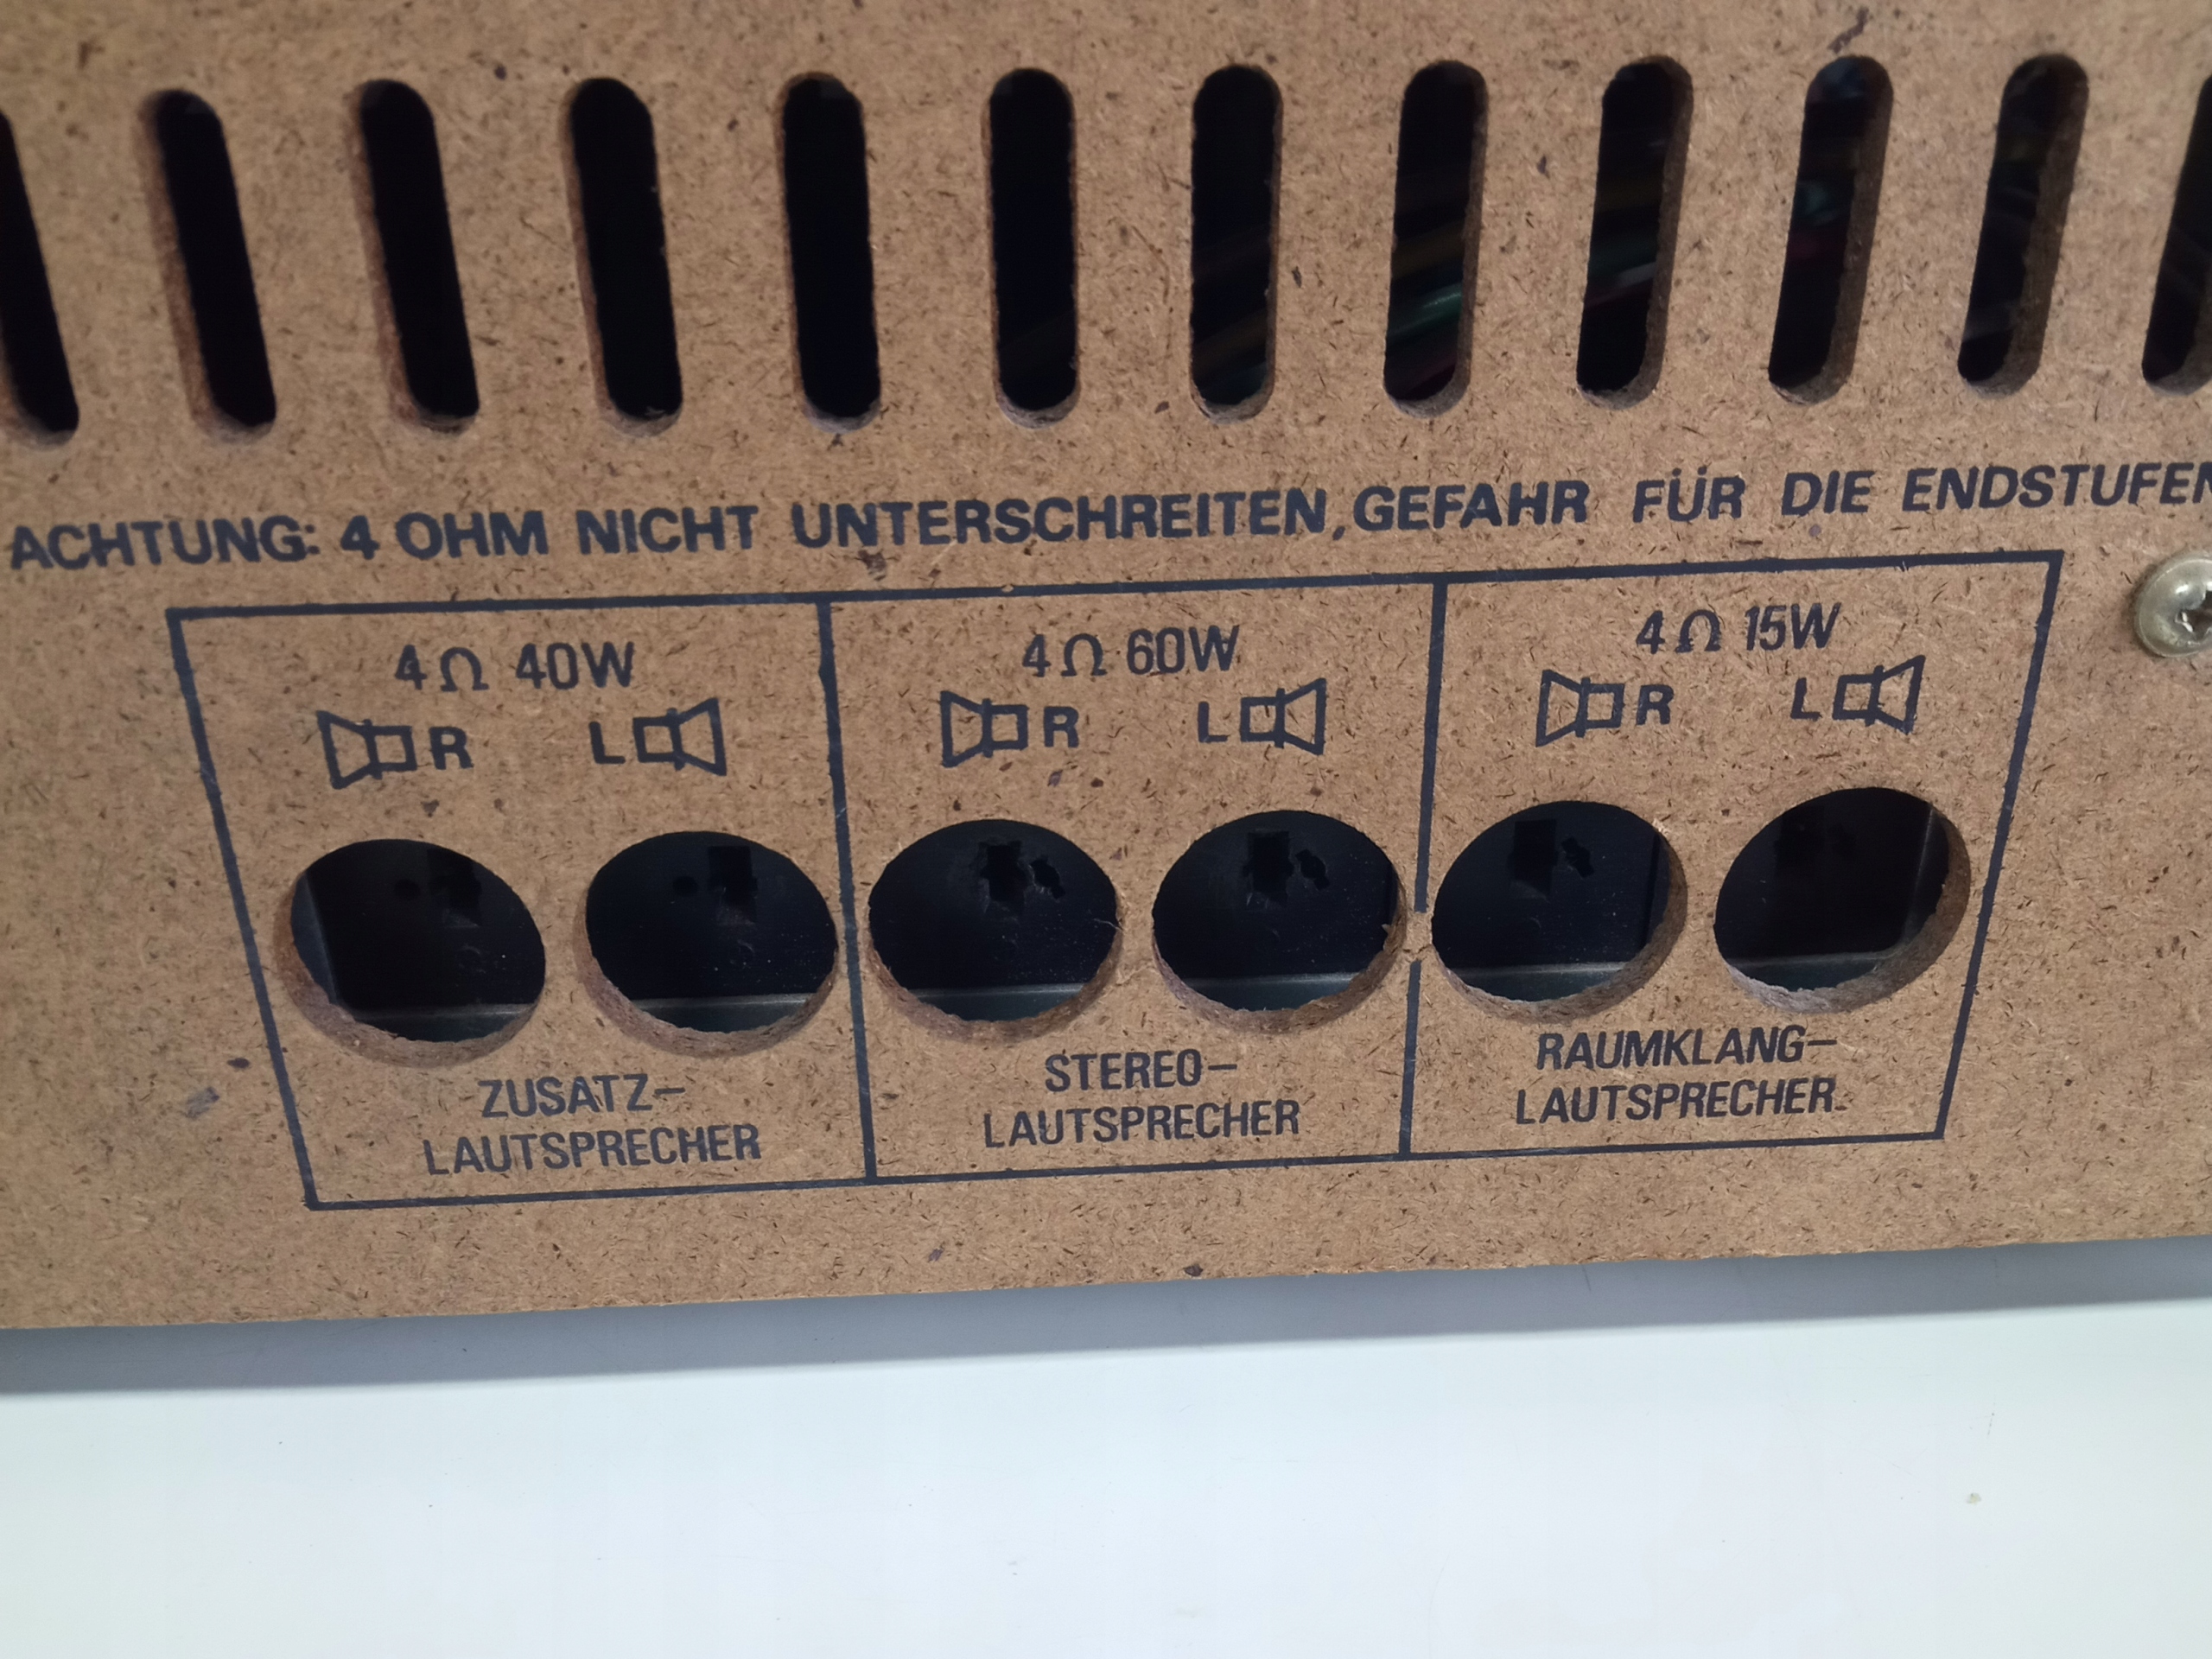 ACHTUNG: 4 OHM NICHT UNTERSCHREITEN, GEFAHR FÜR DIE ENDSTUFEN
4Ω 40W
R L
ZUSATZ-
LAUTSPRECHER
4Ω 60W
R L
STEREO-
LAUTSPRECHER
4Ω 15W
R L
RAUMKLANG-
LAUTSPRECHER